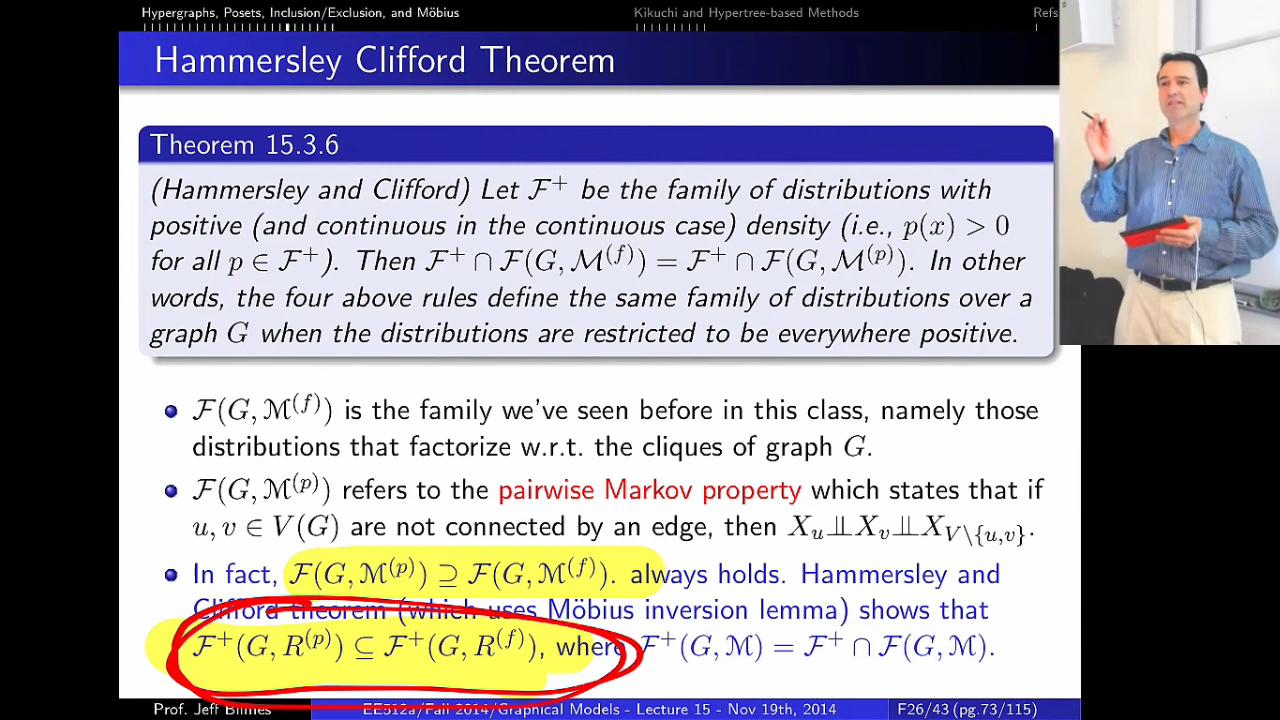 Hypergraphs, Posets, Inclusion/Exclusion, and Möbius Kikuchi and Hypertree-based Methods Refs
Hammersley Clifford Theorem
Theorem 15.3.6
(Hammersley and Clifford) Let ℱ⁺ be the family of distributions with
positive (and continuous in the continuous case) density (i.e., p(x) > 0
for all p ∈ ℱ⁺). Then ℱ⁺ ∩ ℱ(G, ℳ^(f)) = ℱ⁺ ∩ ℱ(G, ℳ^(p)). In other
words, the four above rules define the same family of distributions over a
graph G when the distributions are restricted to be everywhere positive.
ℱ(G, ℳ^(f)) is the family we've seen before in this class, namely those
distributions that factorize w.r.t. the cliques of graph G.
ℱ(G, ℳ^(p)) refers to the pairwise Markov property which states that if
u, v ∈ V(G) are not connected by an edge, then X_u⫫X_v⫫X_{V\{u,v}}.
In fact, ℱ(G, ℳ^(p)) ⊇ ℱ(G, ℳ^(f)). always holds. Hammersley and
Clifford theorem (which uses Möbius inversion lemma) shows that
ℱ⁺(G, R^(p)) ⊆ ℱ⁺(G, R^(f)), where ℱ⁺(G, ℳ) = ℱ⁺ ∩ ℱ(G, ℳ).
Prof. Jeff Bilmes EE512a/Fall 2014/Graphical Models - Lecture 15 - Nov 19th, 2014 F26/43 (pg.73/115)